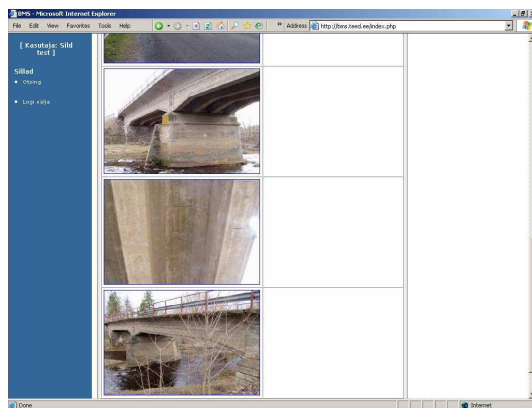 BMS - Microsoft Internet Explorer
File Edit View Favorites Tools Help
Address http://bms.teed.ee/index.php
[ Kasutaja: Sild
test ]
Sillad
Otsing
Logi välja
Done
Internet